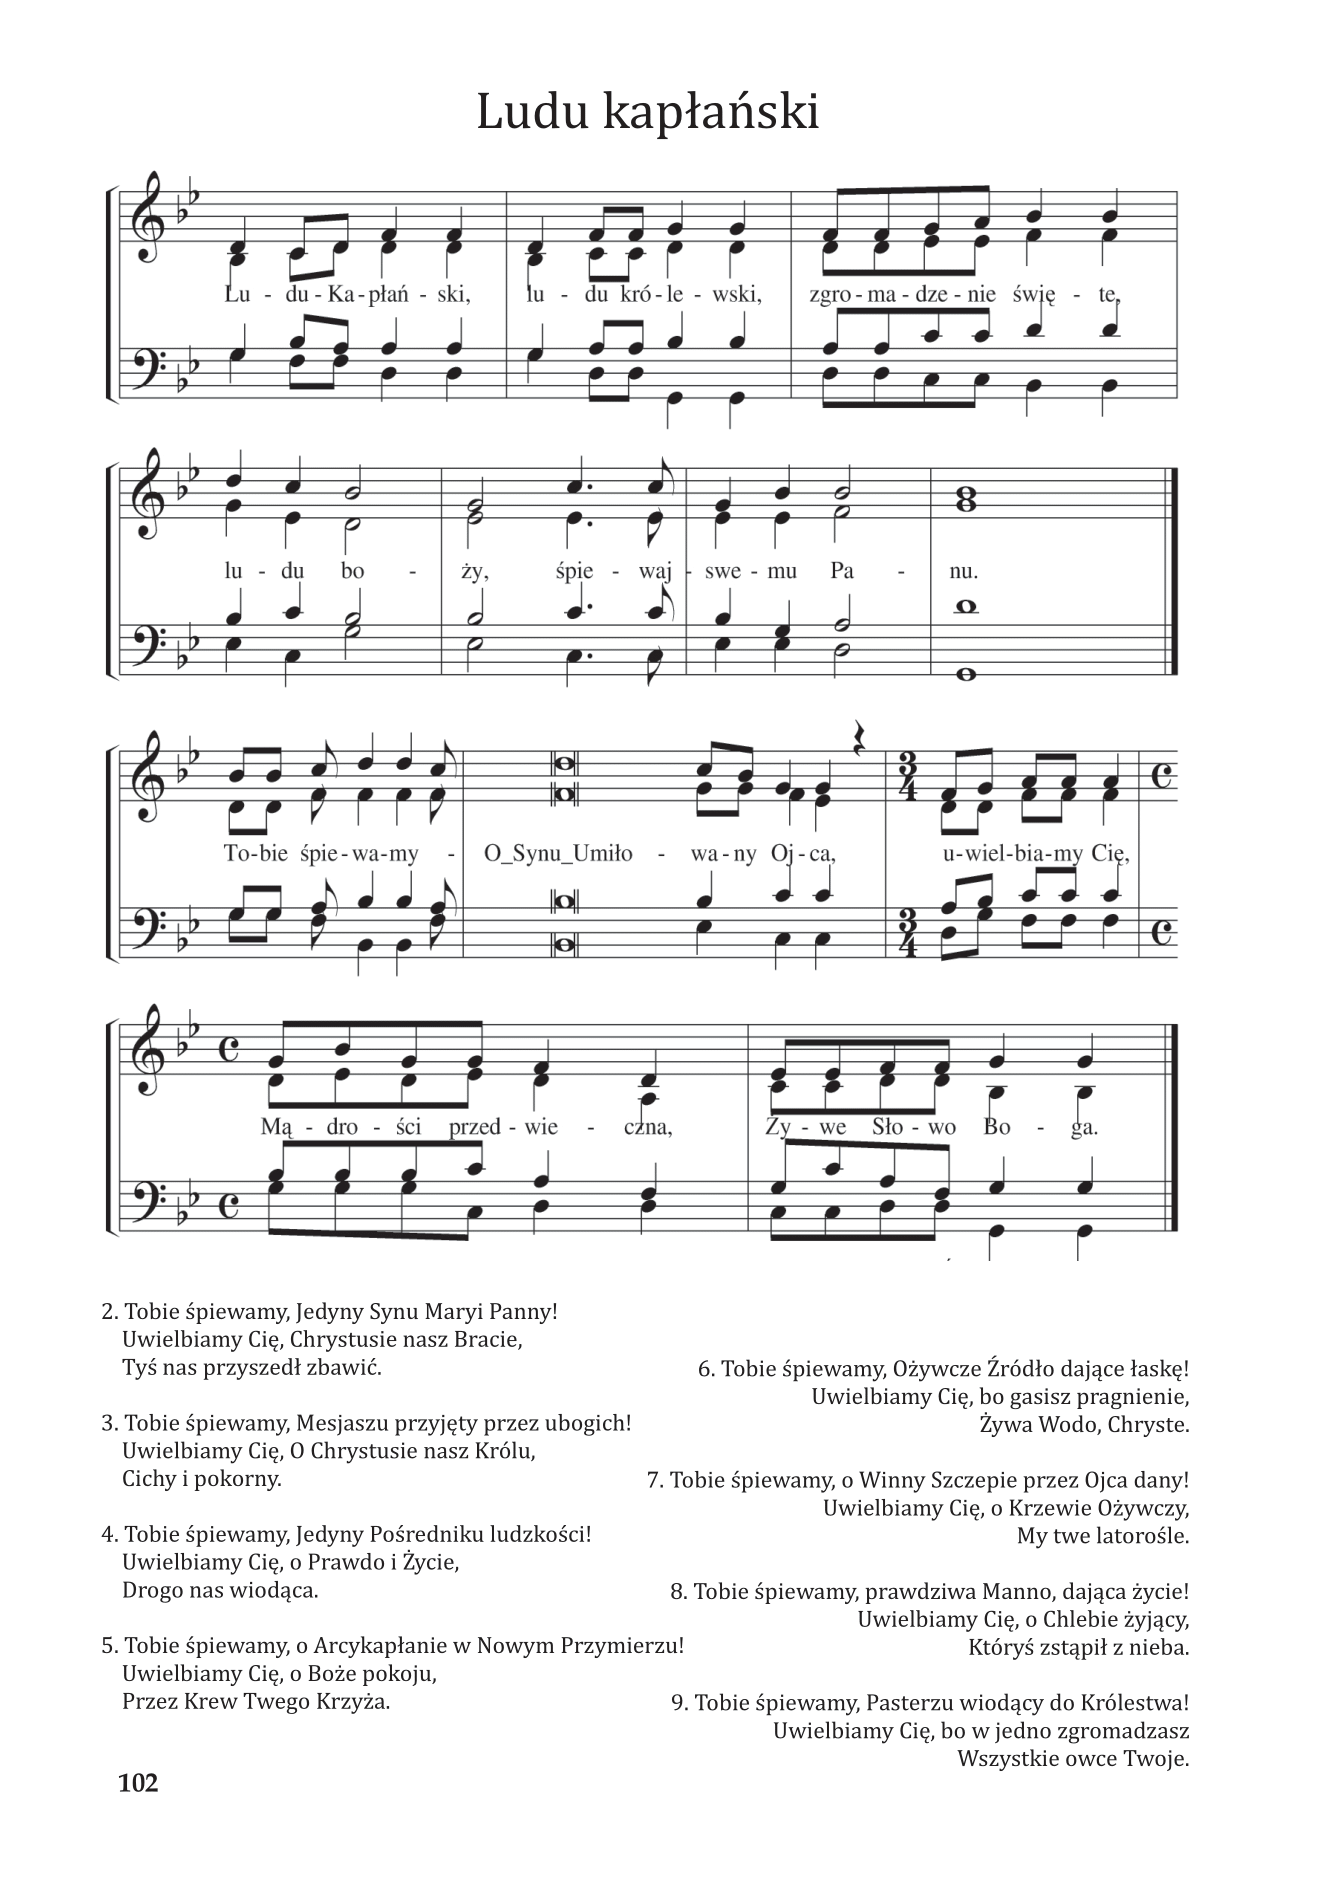 Ludu kapłański
Lu - du - Ka - płań - ski, lu - du kró - le - wski, zgro - ma - dze - nie świę - te,
lu - du bo - ży, śpie - waj - swe - mu Pa - nu.
To - bie śpie - wa - my - O_Synu_Umiło - wa - ny Oj - ca, u - wiel - bia - my Cię,
Mą - dro - ści przed - wie - czna, Ży - we Sło - wo Bo - ga.
2. Tobie śpiewamy, Jedyny Synu Maryi Panny!
Uwielbiamy Cię, Chrystusie nasz Bracie,
Tyś nas przyszedł zbawić.
3. Tobie śpiewamy, Mesjaszu przyjęty przez ubogich!
Uwielbiamy Cię, O Chrystusie nasz Królu,
Cichy i pokorny.
4. Tobie śpiewamy, Jedyny Pośredniku ludzkości!
Uwielbiamy Cię, o Prawdo i Życie,
Drogo nas wiodąca.
5. Tobie śpiewamy, o Arcykapłanie w Nowym Przymierzu!
Uwielbiamy Cię, o Boże pokoju,
Przez Krew Twego Krzyża.
6. Tobie śpiewamy, Ożywcze Źródło dające łaskę!
Uwielbiamy Cię, bo gasisz pragnienie,
Żywa Wodo, Chryste.
7. Tobie śpiewamy, o Winny Szczepie przez Ojca dany!
Uwielbiamy Cię, o Krzewie Ożywczy,
My twe latorośle.
8. Tobie śpiewamy, prawdziwa Manno, dająca życie!
Uwielbiamy Cię, o Chlebie żyjący,
Któryś zstąpił z nieba.
9. Tobie śpiewamy, Pasterzu wiodący do Królestwa!
Uwielbiamy Cię, bo w jedno zgromadzasz
Wszystkie owce Twoje.
102